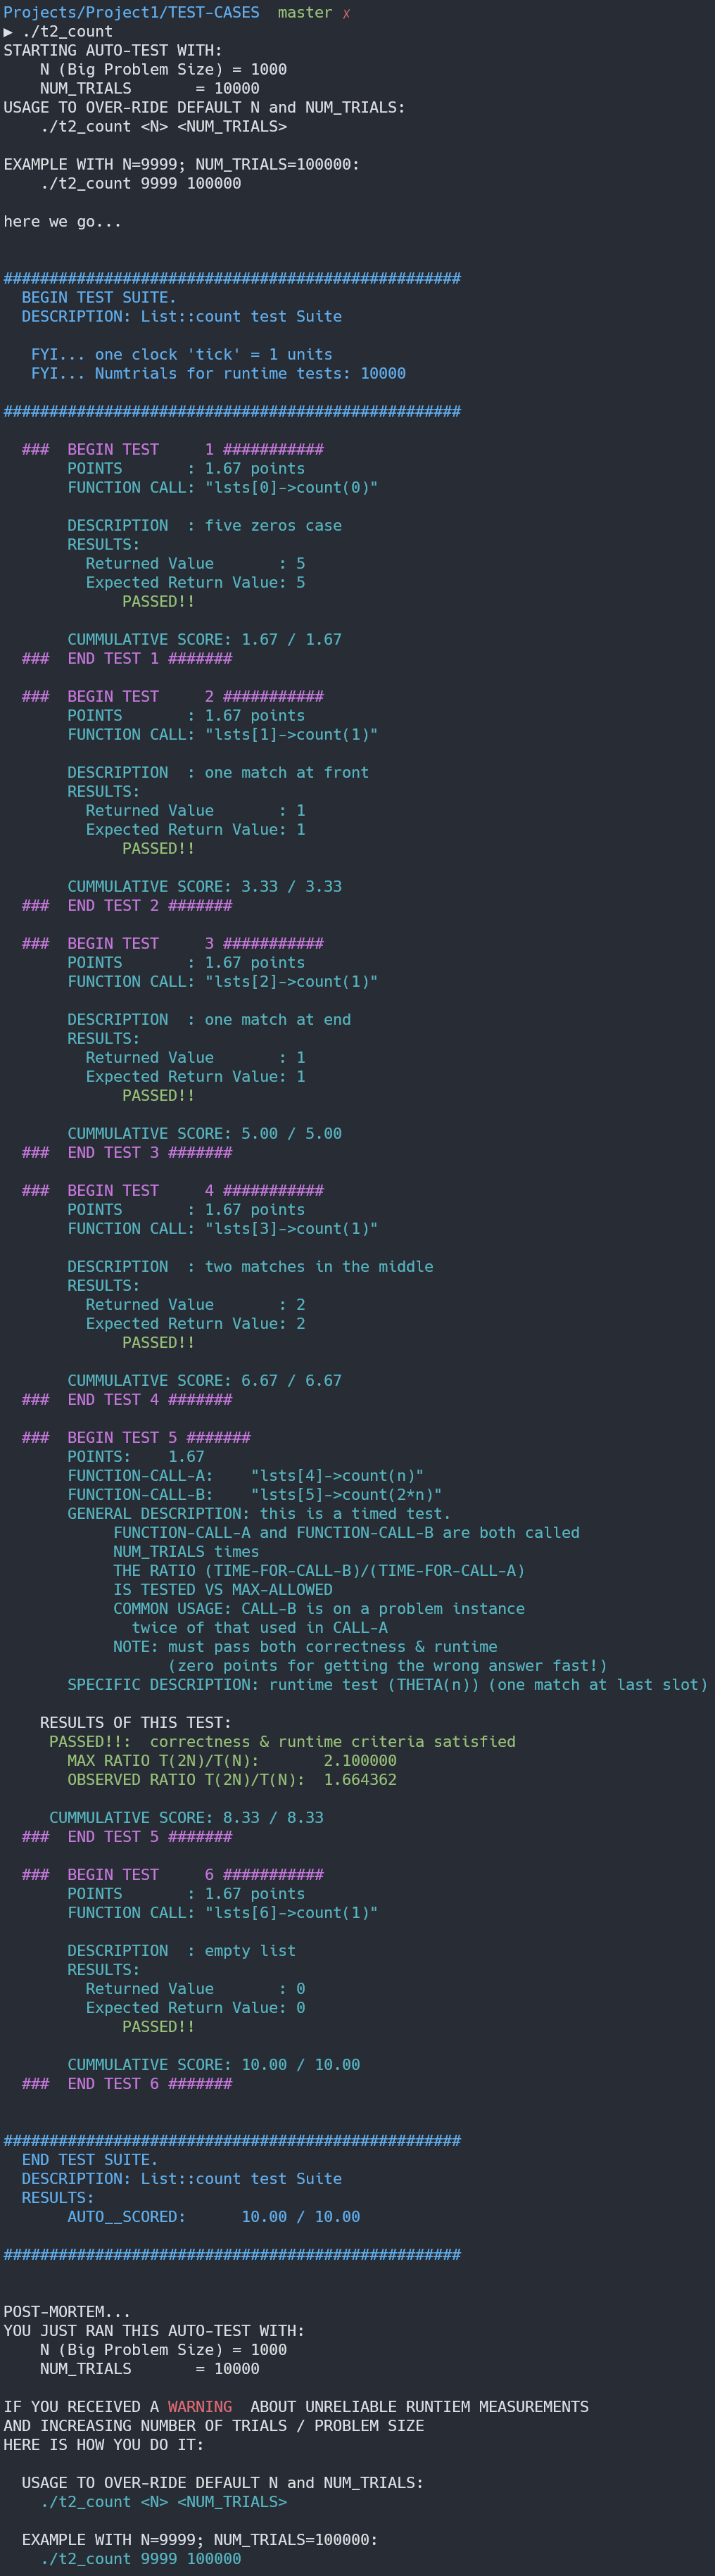 Projects/Project1/TEST-CASES  master ✗
▶ ./t2_count
STARTING AUTO-TEST WITH:
    N (Big Problem Size) = 1000
    NUM_TRIALS       = 10000
USAGE TO OVER-RIDE DEFAULT N and NUM_TRIALS:
    ./t2_count <N> <NUM_TRIALS>

EXAMPLE WITH N=9999; NUM_TRIALS=100000:
    ./t2_count 9999 100000

here we go...


##################################################
  BEGIN TEST SUITE.
  DESCRIPTION: List::count test Suite

   FYI... one clock 'tick' = 1 units
   FYI... Numtrials for runtime tests: 10000

##################################################

  ###  BEGIN TEST     1 ###########
       POINTS       : 1.67 points
       FUNCTION CALL: "lsts[0]->count(0)"

       DESCRIPTION  : five zeros case
       RESULTS:
         Returned Value       : 5
         Expected Return Value: 5
             PASSED!!

       CUMMULATIVE SCORE: 1.67 / 1.67
  ###  END TEST 1 #######

  ###  BEGIN TEST     2 ###########
       POINTS       : 1.67 points
       FUNCTION CALL: "lsts[1]->count(1)"

       DESCRIPTION  : one match at front
       RESULTS:
         Returned Value       : 1
         Expected Return Value: 1
             PASSED!!

       CUMMULATIVE SCORE: 3.33 / 3.33
  ###  END TEST 2 #######

  ###  BEGIN TEST     3 ###########
       POINTS       : 1.67 points
       FUNCTION CALL: "lsts[2]->count(1)"

       DESCRIPTION  : one match at end
       RESULTS:
         Returned Value       : 1
         Expected Return Value: 1
             PASSED!!

       CUMMULATIVE SCORE: 5.00 / 5.00
  ###  END TEST 3 #######

  ###  BEGIN TEST     4 ###########
       POINTS       : 1.67 points
       FUNCTION CALL: "lsts[3]->count(1)"

       DESCRIPTION  : two matches in the middle
       RESULTS:
         Returned Value       : 2
         Expected Return Value: 2
             PASSED!!

       CUMMULATIVE SCORE: 6.67 / 6.67
  ###  END TEST 4 #######

  ###  BEGIN TEST 5 #######
       POINTS:    1.67
       FUNCTION-CALL-A:    "lsts[4]->count(n)"
       FUNCTION-CALL-B:    "lsts[5]->count(2*n)"
       GENERAL DESCRIPTION: this is a timed test.
            FUNCTION-CALL-A and FUNCTION-CALL-B are both called
            NUM_TRIALS times
            THE RATIO (TIME-FOR-CALL-B)/(TIME-FOR-CALL-A)
            IS TESTED VS MAX-ALLOWED
            COMMON USAGE: CALL-B is on a problem instance
              twice of that used in CALL-A
            NOTE: must pass both correctness & runtime
                  (zero points for getting the wrong answer fast!)
       SPECIFIC DESCRIPTION: runtime test (THETA(n)) (one match at last slot)

    RESULTS OF THIS TEST:
     PASSED!!:  correctness & runtime criteria satisfied
       MAX RATIO T(2N)/T(N):       2.100000
       OBSERVED RATIO T(2N)/T(N):  1.664362

     CUMMULATIVE SCORE: 8.33 / 8.33
  ###  END TEST 5 #######

  ###  BEGIN TEST     6 ###########
       POINTS       : 1.67 points
       FUNCTION CALL: "lsts[6]->count(1)"

       DESCRIPTION  : empty list
       RESULTS:
         Returned Value       : 0
         Expected Return Value: 0
             PASSED!!

       CUMMULATIVE SCORE: 10.00 / 10.00
  ###  END TEST 6 #######


##################################################
  END TEST SUITE.
  DESCRIPTION: List::count test Suite
  RESULTS:
       AUTO__SCORED:      10.00 / 10.00

##################################################


POST-MORTEM...
YOU JUST RAN THIS AUTO-TEST WITH:
    N (Big Problem Size) = 1000
    NUM_TRIALS       = 10000

IF YOU RECEIVED A WARNING  ABOUT UNRELIABLE RUNTIEM MEASUREMENTS
AND INCREASING NUMBER OF TRIALS / PROBLEM SIZE
HERE IS HOW YOU DO IT:

  USAGE TO OVER-RIDE DEFAULT N and NUM_TRIALS:
    ./t2_count <N> <NUM_TRIALS>

  EXAMPLE WITH N=9999; NUM_TRIALS=100000:
    ./t2_count 9999 100000